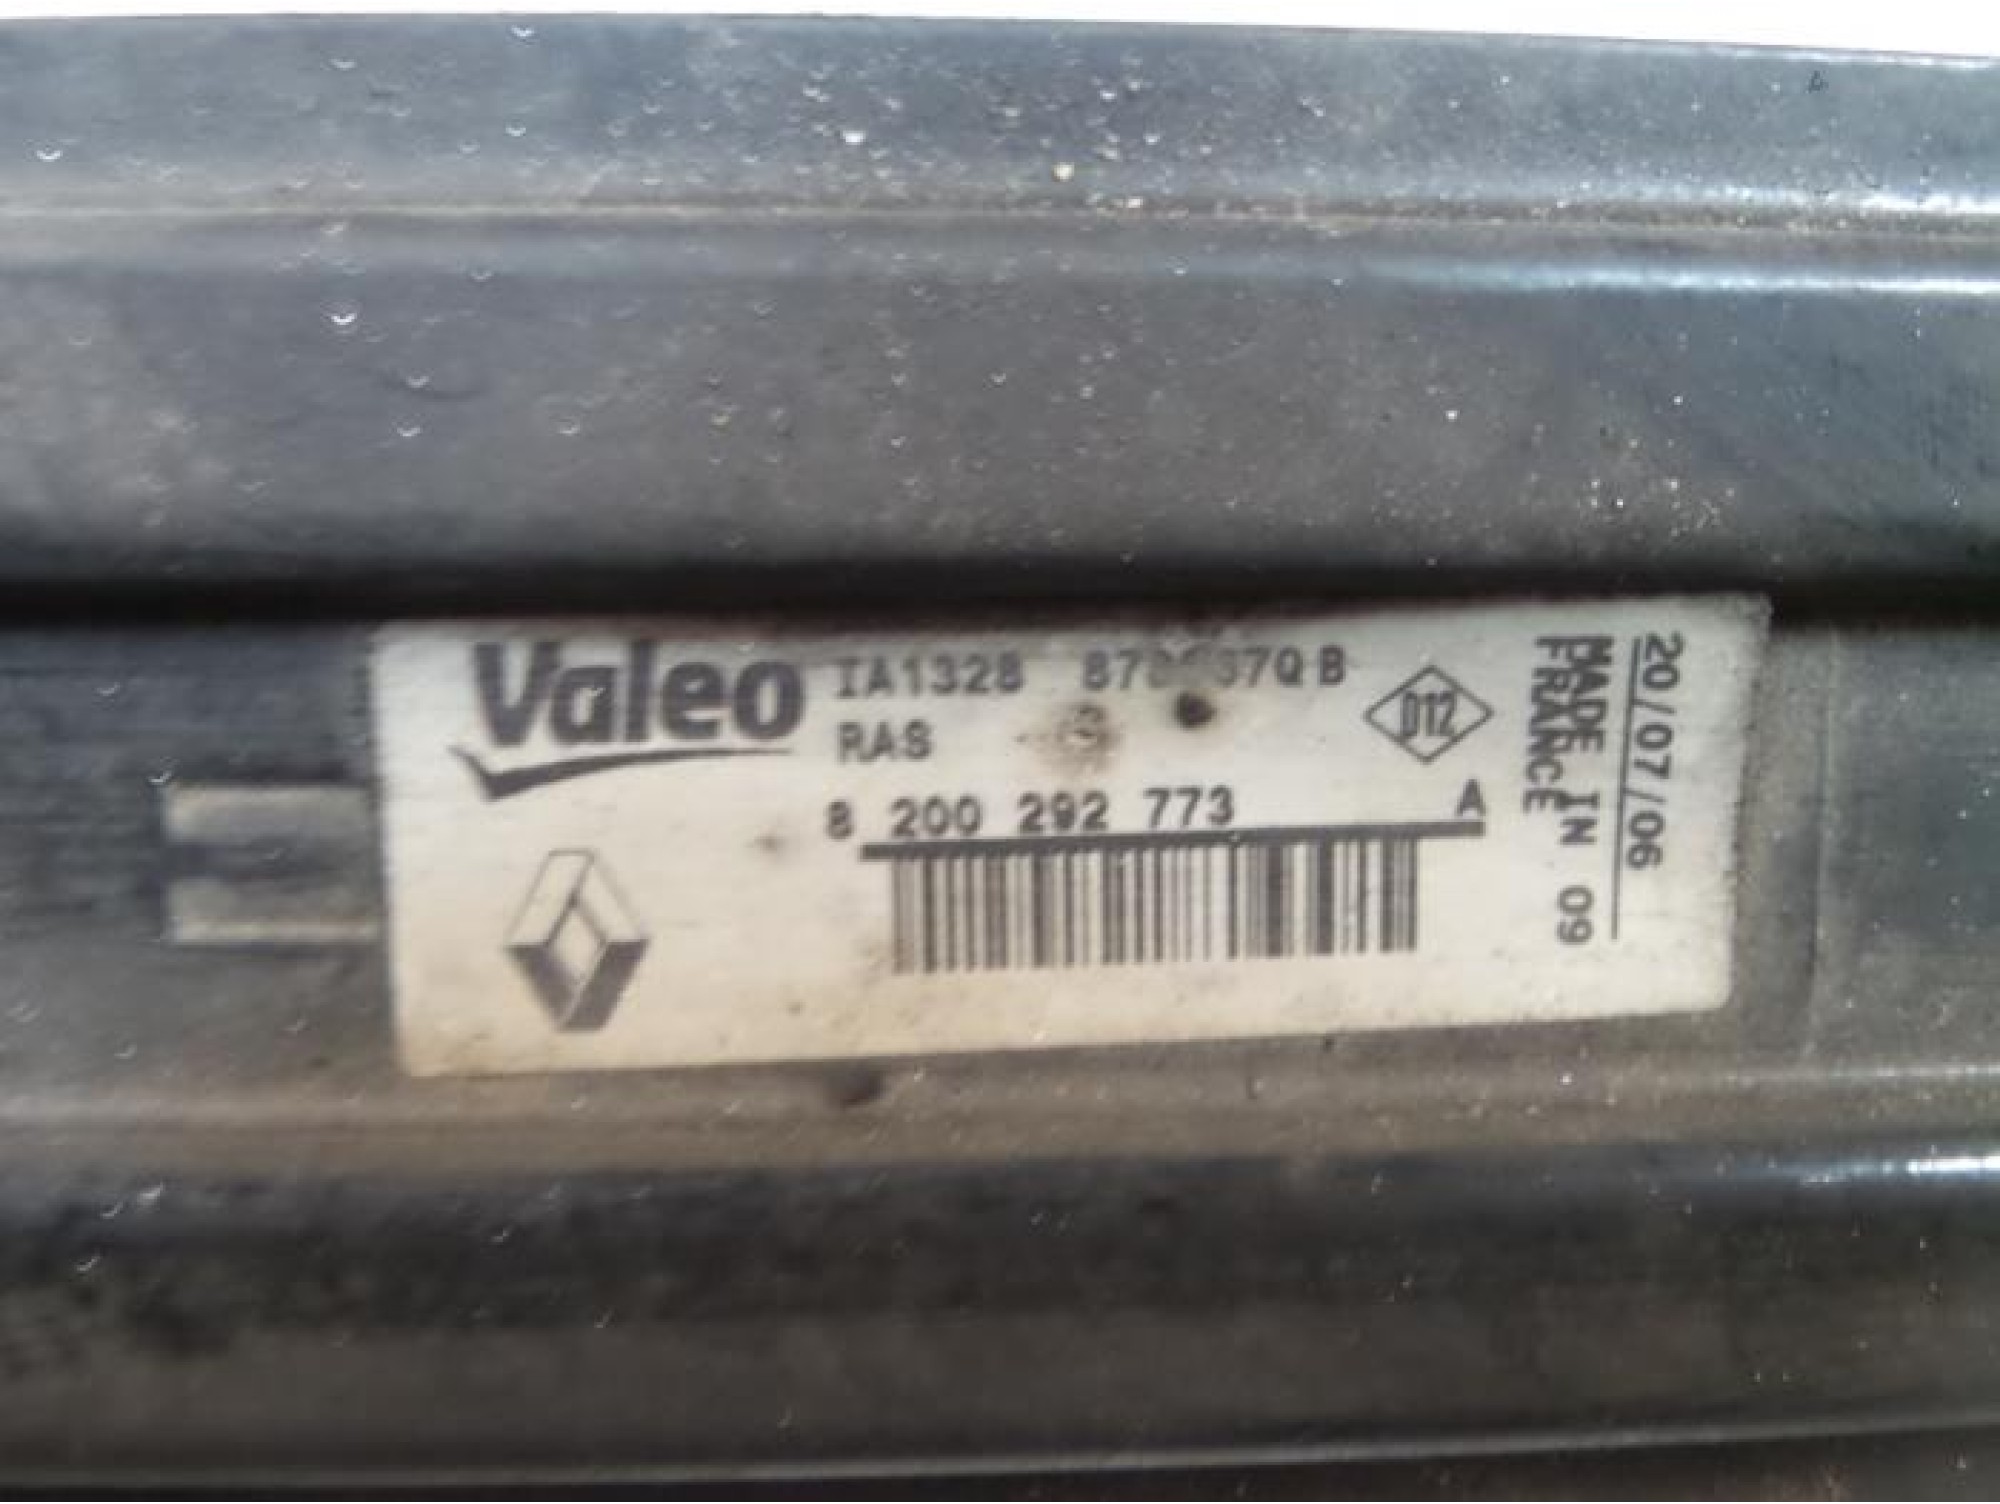 Valeo
IA1328
RAS
D12
8 200 292 773 A
20/07/06
MADE IN 09
FRANCE